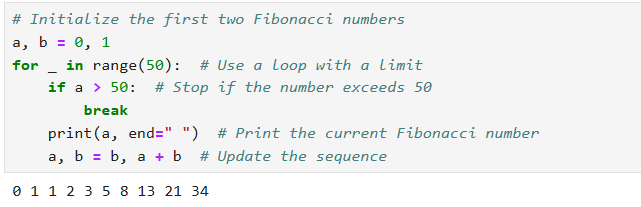 # Initialize the first two Fibonacci numbers
a, b = 0, 1
for _ in range(50):  # Use a loop with a limit
    if a > 50:  # Stop if the number exceeds 50
        break
    print(a, end=" ")  # Print the current Fibonacci number
    a, b = b, a + b  # Update the sequence
0 1 1 2 3 5 8 13 21 34